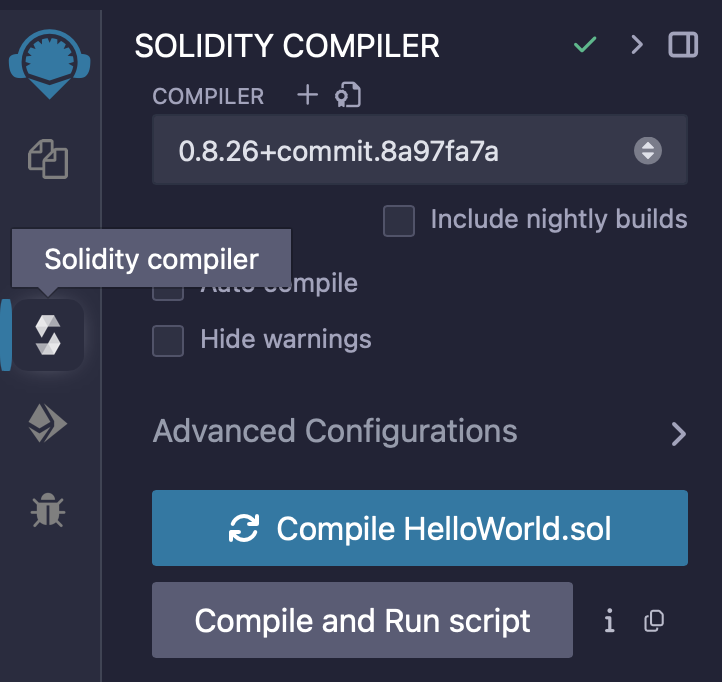 SOLIDITY COMPILER
COMPILER
0.8.26+commit.8a97fa7a
Include nightly builds
Solidity compiler
Auto compile
Hide warnings
Advanced Configurations
Compile HelloWorld.sol
Compile and Run script